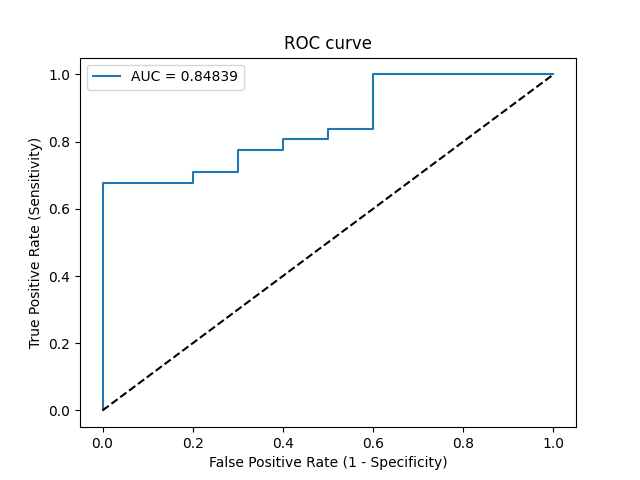 ROC curve
AUC = 0.84839
True Positive Rate (Sensitivity)
1.0
0.8
0.6
0.4
0.2
0.0
0.0 0.2 0.4 0.6 0.8 1.0
False Positive Rate (1 - Specificity)